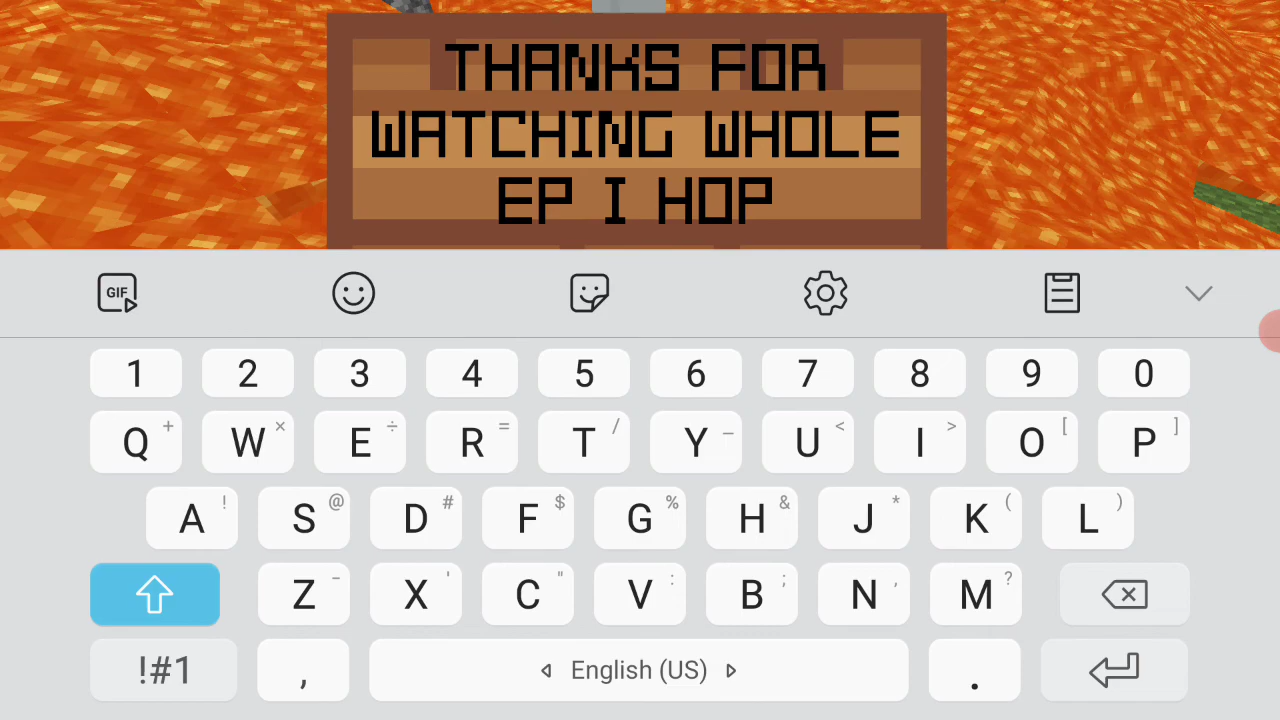 THANKS FOR
WATCHING WHOLE
EP I HOP
GIF
1 2 3 4 5 6 7 8 9 0
Q + W × E ÷ R = T / Y _ U < I > O [ P ]
A ! S @ D # F $ G % H & J * K ( L )
Z - X ' C " V : B ; N , M ?
!#1 , English (US) .